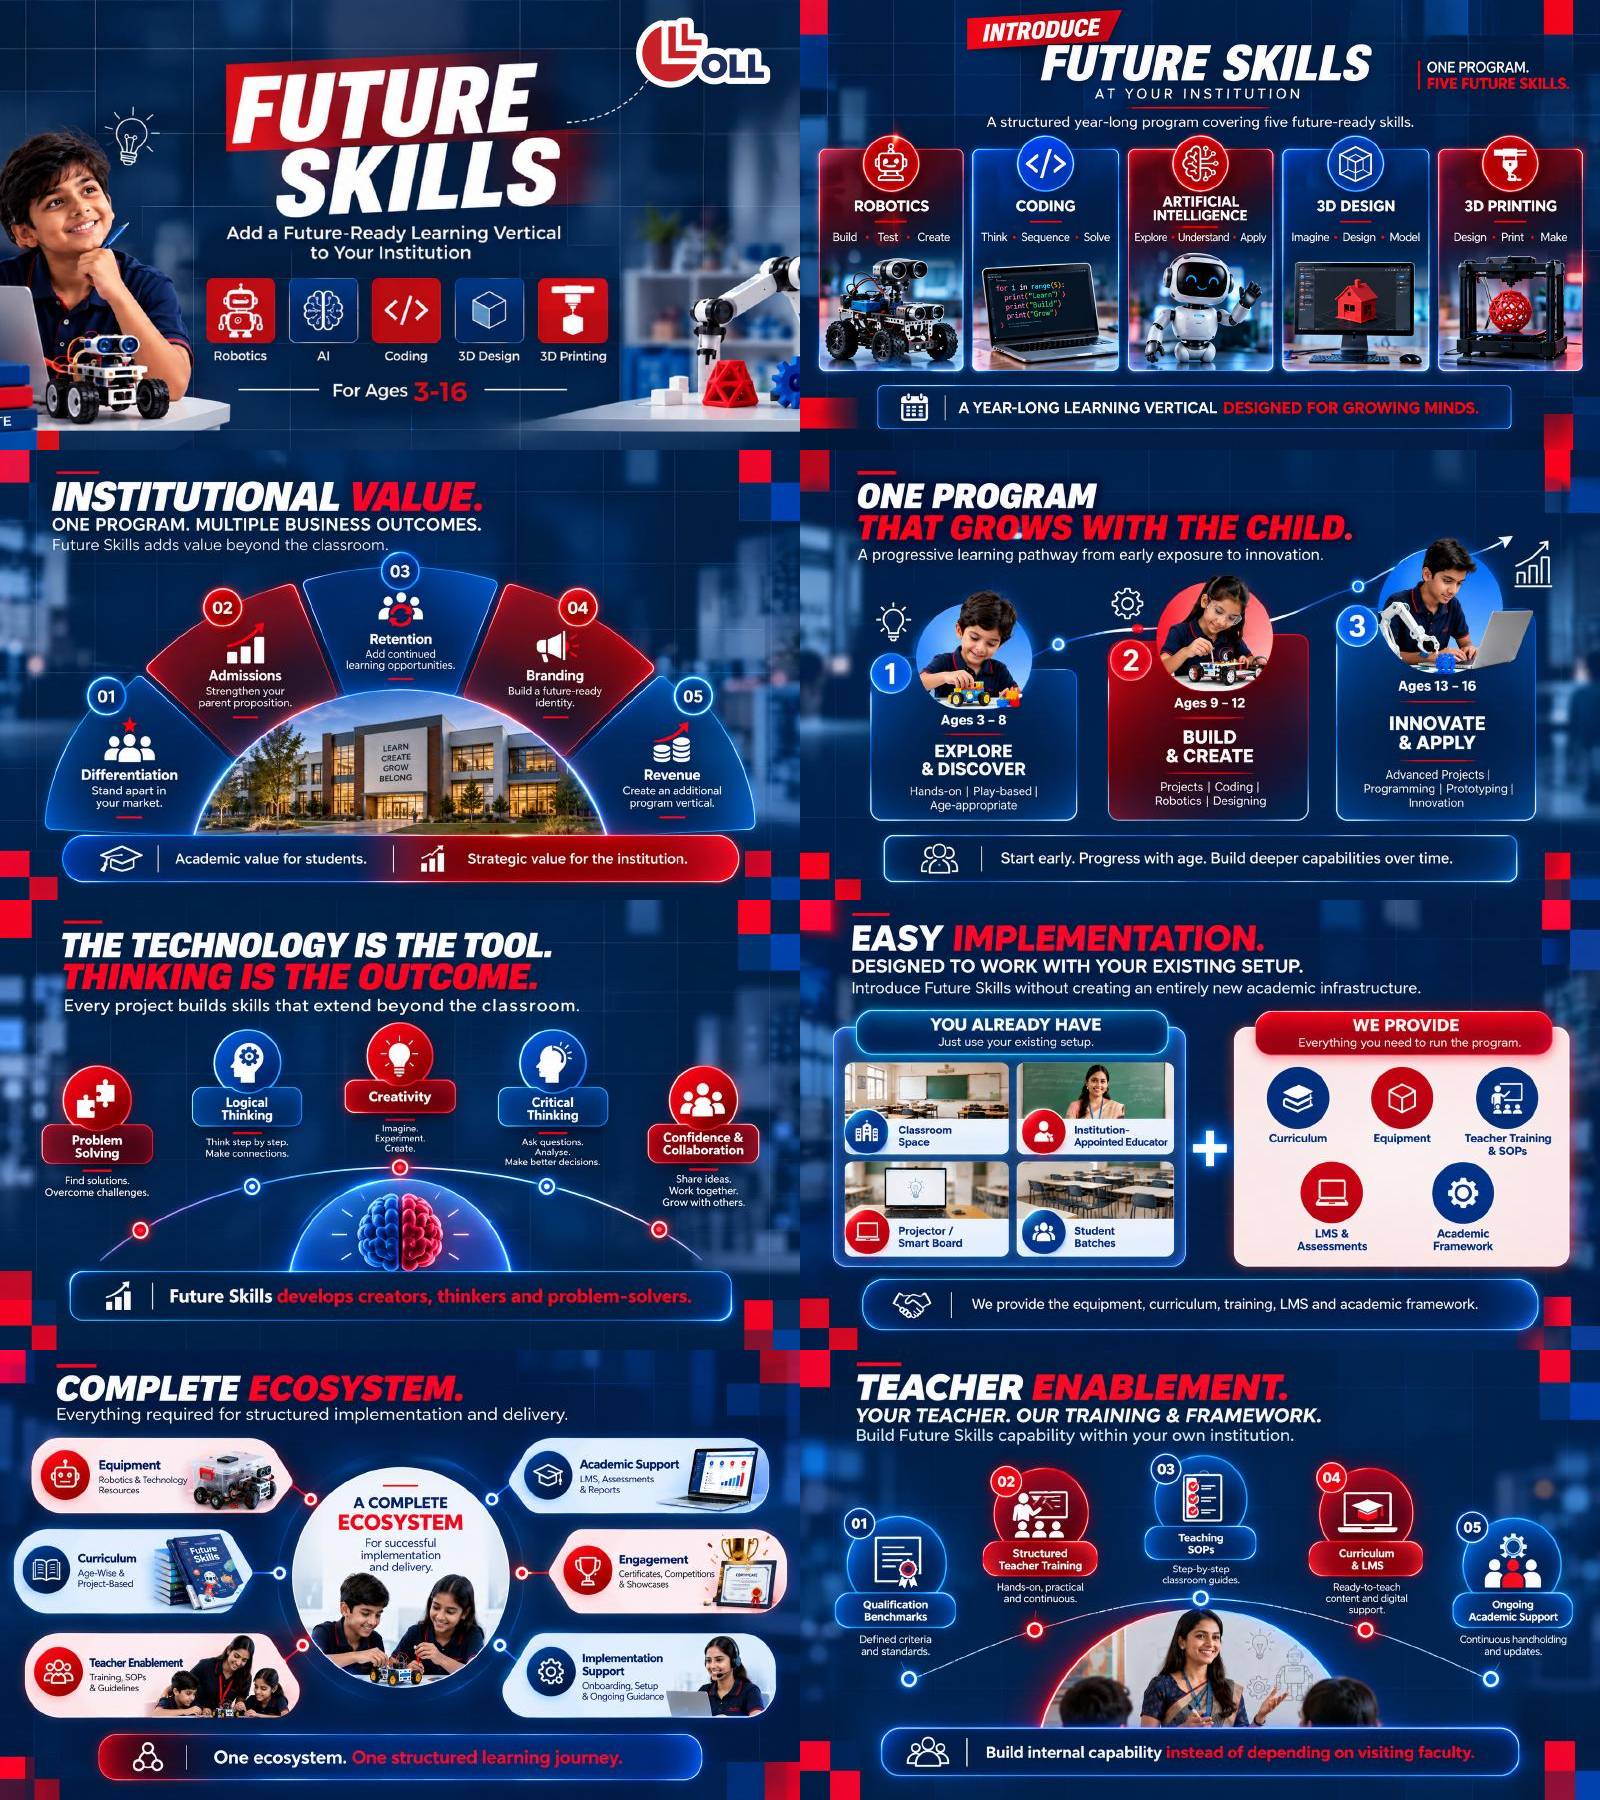 OLL
FUTURE
SKILLS
Add a Future-Ready Learning Vertical
to Your Institution
Robotics
AI
Coding
3D Design
3D Printing
For Ages 3-16
TE
INTRODUCE
FUTURE SKILLS
AT YOUR INSTITUTION
ONE PROGRAM.
FIVE FUTURE SKILLS.
A structured year-long program covering five future-ready skills.
ROBOTICS
Build • Test • Create
CODING
Think • Sequence • Solve
for i in range(5):
print("Learn")
print("Build")
print("Grow")
ARTIFICIAL
INTELLIGENCE
Explore • Understand • Apply
3D DESIGN
Imagine • Design • Model
3D PRINTING
Design • Print • Make
A YEAR-LONG LEARNING VERTICAL DESIGNED FOR GROWING MINDS.
INSTITUTIONAL VALUE.
ONE PROGRAM. MULTIPLE BUSINESS OUTCOMES.
Future Skills adds value beyond the classroom.
01
Differentiation
Stand apart in
your market.
02
Admissions
Strengthen your
parent proposition.
03
Retention
Add continued
learning opportunities.
04
Branding
Build a future-ready
identity.
05
Revenue
Create an additional
program vertical.
LEARN
CREATE
GROW
BELONG
Academic value for students.
Strategic value for the institution.
ONE PROGRAM
THAT GROWS WITH THE CHILD.
A progressive learning pathway from early exposure to innovation.
1
Ages 3 – 8
EXPLORE
& DISCOVER
Hands-on | Play-based |
Age-appropriate
2
Ages 9 – 12
BUILD
& CREATE
Projects | Coding |
Robotics | Designing
3
Ages 13 – 16
INNOVATE
& APPLY
Advanced Projects |
Programming | Prototyping |
Innovation
Start early. Progress with age. Build deeper capabilities over time.
THE TECHNOLOGY IS THE TOOL.
THINKING IS THE OUTCOME.
Every project builds skills that extend beyond the classroom.
Problem
Solving
Find solutions.
Overcome challenges.
Logical
Thinking
Think step by step.
Make connections.
Creativity
Imagine.
Experiment.
Create.
Critical
Thinking
Ask questions.
Analyse.
Make better decisions.
Confidence &
Collaboration
Share ideas.
Work together.
Grow with others.
Future Skills develops creators, thinkers and problem-solvers.
EASY IMPLEMENTATION.
DESIGNED TO WORK WITH YOUR EXISTING SETUP.
Introduce Future Skills without creating an entirely new academic infrastructure.
YOU ALREADY HAVE
Just use your existing setup.
Classroom
Space
Institution-
Appointed Educator
Projector /
Smart Board
Student
Batches
+
WE PROVIDE
Everything you need to run the program.
Curriculum
Equipment
Teacher Training
& SOPs
LMS &
Assessments
Academic
Framework
We provide the equipment, curriculum, training, LMS and academic framework.
COMPLETE ECOSYSTEM.
Everything required for structured implementation and delivery.
Equipment
Robotics & Technology
Resources
Curriculum
Age-Wise &
Project-Based
Future
Skills
Teacher Enablement
Training, SOPs
& Guidelines
A COMPLETE
ECOSYSTEM
For successful
implementation
and delivery.
Academic Support
LMS, Assessments
& Reports
Engagement
Certificates, Competitions
& Showcases
CERTIFICATE
Implementation
Support
Onboarding, Setup
& Ongoing Guidance
One ecosystem. One structured learning journey.
TEACHER ENABLEMENT.
YOUR TEACHER. OUR TRAINING & FRAMEWORK.
Build Future Skills capability within your own institution.
01
Qualification
Benchmarks
Defined criteria
and standards.
02
Structured
Teacher Training
Hands-on, practical
and continuous.
03
Teaching
SOPs
Step-by-step
classroom guides.
04
Curriculum
& LMS
Ready-to-teach
content and digital
support.
05
Ongoing
Academic Support
Continuous handholding
and updates.
Build internal capability instead of depending on visiting faculty.